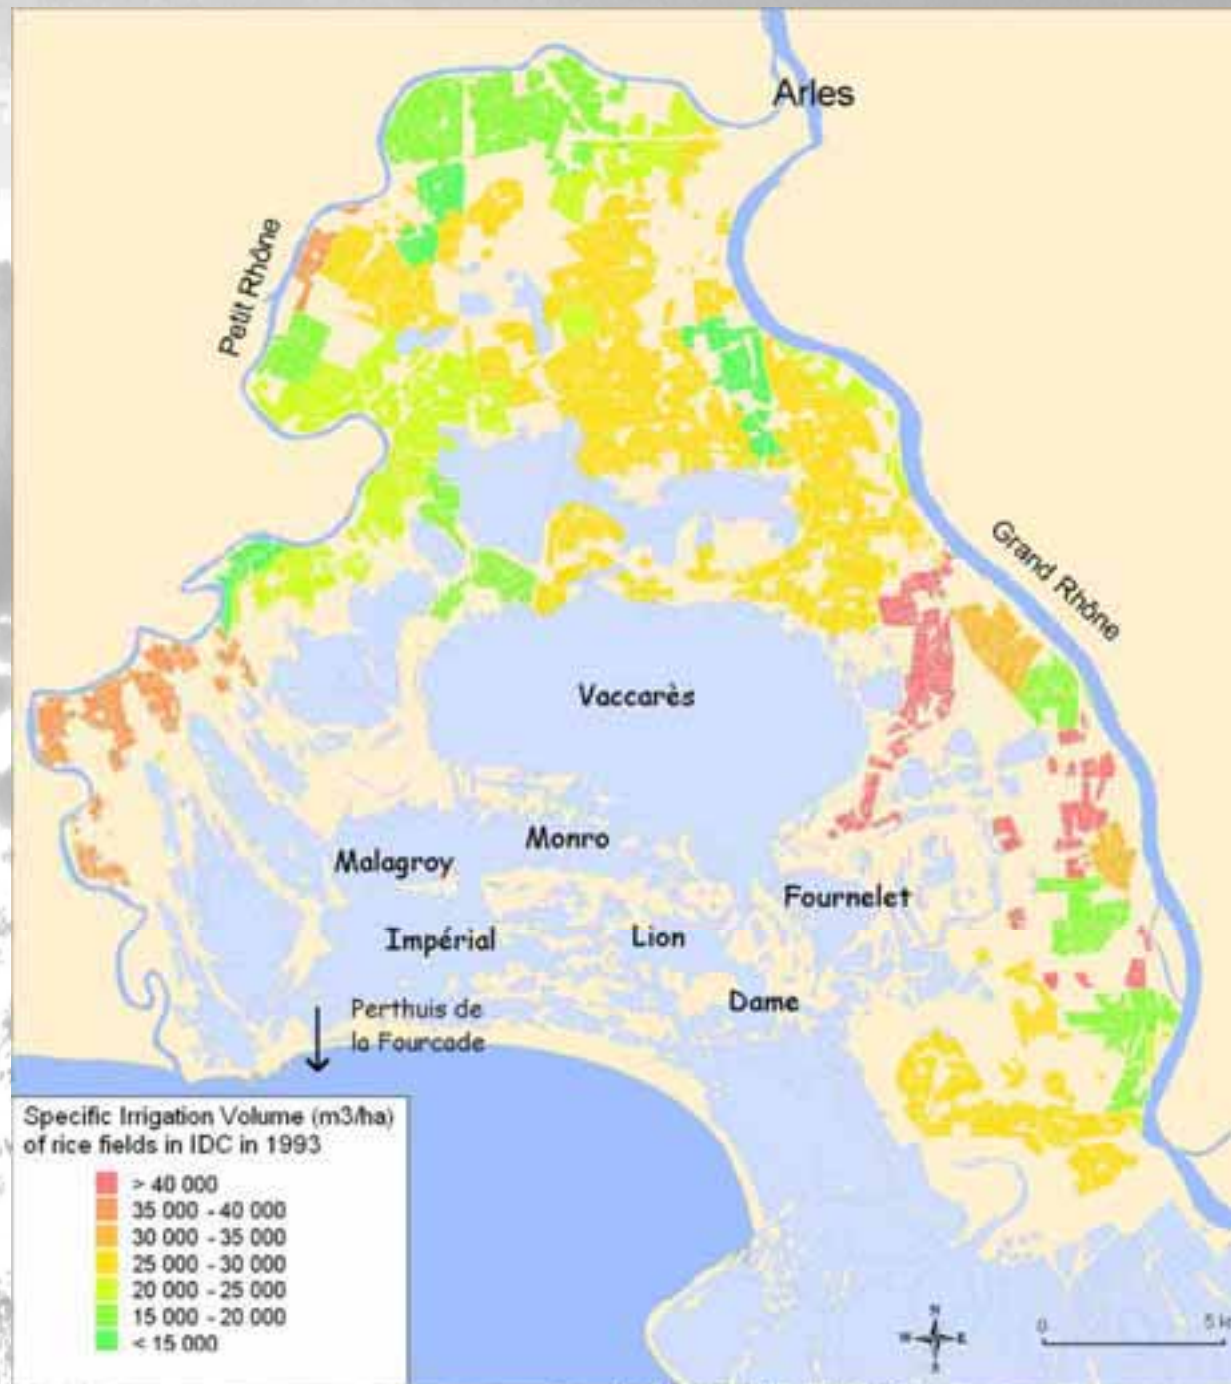 Arles
Petit Rhône
Grand Rhône
Vaccarès
Monro
Malagroy
Fournelet
Impérial
Lion
Dame
Perthuis de
la Fourcade
Specific Irrigation Volume (m3/ha)
of rice fields in IDC in 1993
> 40 000
35 000 - 40 000
30 000 - 35 000
25 000 - 30 000
20 000 - 25 000
15 000 - 20 000
< 15 000
N
W E
S
0 5